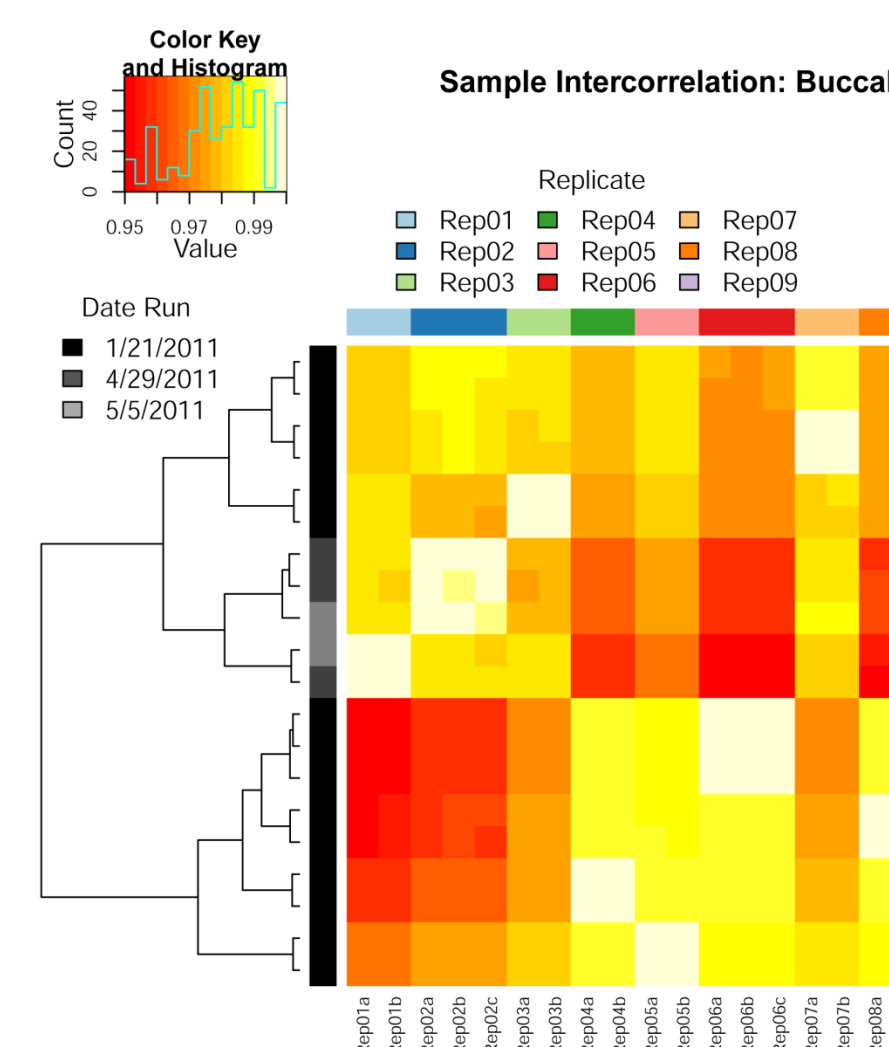 Color Key
and Histogram
Count
0 20 40
0.95 0.97 0.99
Value
Sample Intercorrelation: Buccal
Replicate
Rep01 Rep04 Rep07
Rep02 Rep05 Rep08
Rep03 Rep06 Rep09
Date Run
1/21/2011
4/29/2011
5/5/2011
Rep01a Rep01b Rep02a Rep02b Rep02c Rep03a Rep03b Rep04a Rep04b Rep05a Rep05b Rep06a Rep06b Rep06c Rep07a Rep07b Rep08a